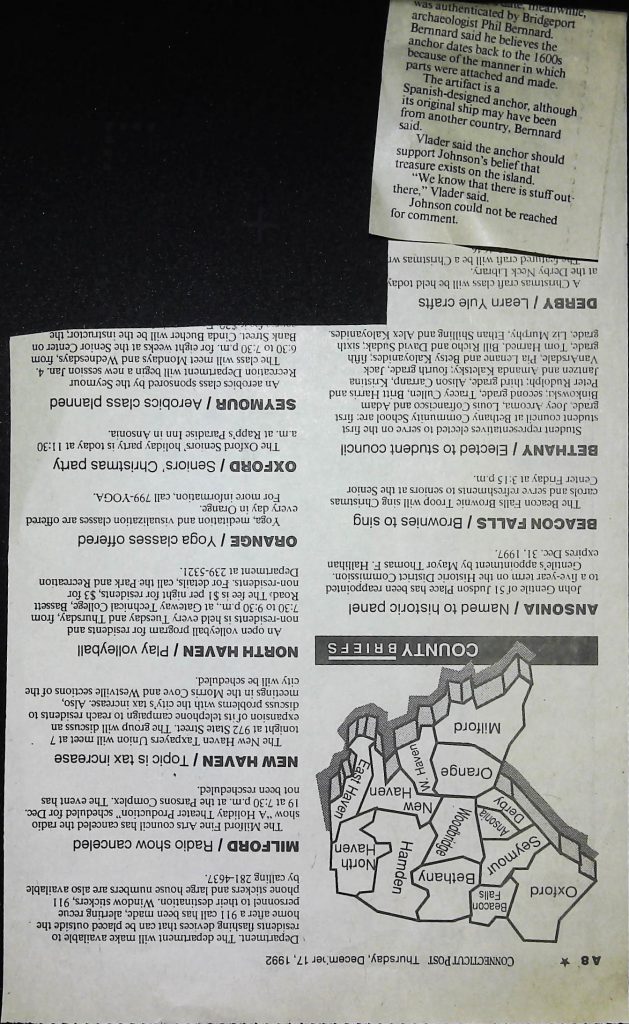 was authenticated by Bridgeport
archaeologist Phil Bernnard.
Bernnard said he believes the
anchor dates back to the 1600s
because of the manner in which
parts were attached and made.
The artifact is a
Spanish-designed anchor, although
its original ship may have been
from another country, Bernnard
said.
Vlader said the anchor should
support Johnson's belief that
treasure exists on the island.
"We know that there is stuff out
there," Vlader said.
Johnson could not be reached
for comment.
A8 ★ CONNECTICUT POST Thursday, December 17, 1992
Oxford
Beacon
Falls
Bethany
Hamden
North
Haven
Seymour
Woodbridge
Ansonia
Derby
New
Haven
East Haven
Orange
W. Haven
Milford
COUNTY BRIEFS
ANSONIA / Named to historic panel
John Gentile of 51 Judson Place has been reappointed
to a five-year term on the Historic District Commission.
Gentile's appointment by Mayor Thomas F. Hallihan
expires Dec. 31, 1997.
BEACON FALLS / Brownies to sing
The Beacon Falls Brownie Troop will sing Christmas
carols and serve refreshments to seniors at the Senior
Center Friday at 3:15 p.m.
BETHANY / Elected to student council
Student representatives elected to serve on the first
student council at Bethany Community School are: first
grade, Joey Arcoma, Louis Cofrancisco and Adam
Binkowski; second grade, Tracey Cullen, Britt Harris and
Peter Rudolph; third grade, Alison Cararap, Kristina
Jantzen and Amanda Kaletsky; fourth grade, Jack
VanArsdale, Pia Lemane and Betsy Kaloyanides; fifth
grade, Tom Harned, Bill Riho and David Sudak; sixth
grade, Liz Murphy, Ethan Shilling and Alex Kaloyanides.
DERBY / Learn Yule crafts
A Christmas craft class will be held today
at the Derby Neck Library.
The featured craft will be a Christmas wr
Department. The department will make available to
residents flashing devices that can be placed outside the
home after a 911 call has been made, alerting rescue
personnel to their destination. Window stickers, 911
phone stickers and large house numbers are also available
by calling 281-4637.
MILFORD / Radio show canceled
The Milford Fine Arts council has canceled the radio
show "A Holiday Theater Production" scheduled for Dec.
19 at 7:30 p.m. at the Parsons Complex. The event has
not been rescheduled.
NEW HAVEN / Topic is tax increase
The New Haven Taxpayers Union will meet at 7
tonight at 972 State Street. The group will discuss an
expansion of its telephone campaign to reach residents to
discuss problems with the city's tax increase. Also,
meetings in the Morris Cove and Westville sections of the
city will be scheduled.
NORTH HAVEN / Play volleyball
An open volleyball program for residents and
non-residents is held every Tuesday and Thursday, from
7:30 to 9:30 p.m., at Gateway Technical College, Bassett
Road. The fee is $1 per night for residents, $3 for
non-residents. For details, call the Park and Recreation
Department at 239-5321.
ORANGE / Yoga classes offered
Yoga, meditation and visualization classes are offered
every day in Orange.
For more information, call 799-YOGA.
OXFORD / Seniors' Christmas party
The Oxford Seniors' holiday party is today at 11:30
a.m. at Rapp's Paradise Inn in Ansonia.
SEYMOUR / Aerobics class planned
An aerobics class sponsored by the Seymour
Recreation Department will begin a new session Jan. 4.
The class will meet Mondays and Wednesdays, from
6:30 to 7:30 p.m. for eight weeks at the Senior Center on
Bank Street. Cinda Bucher will be the instructor, the